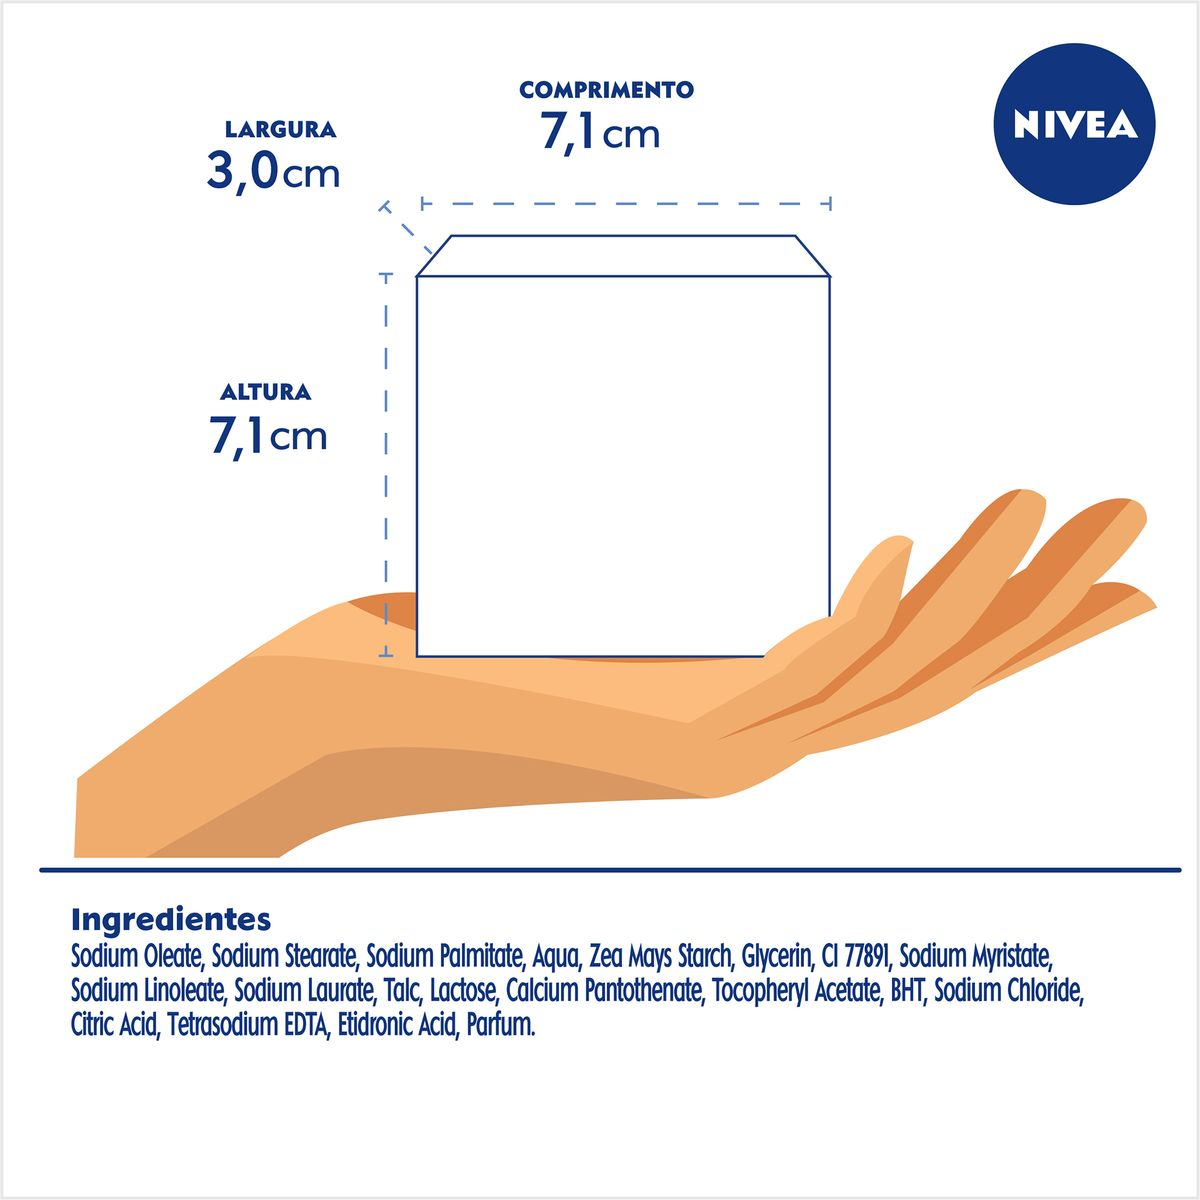 COMPRIMENTO
7,1cm
NIVEA
LARGURA
3,0cm
ALTURA
7,1cm
Ingredientes
Sodium Oleate, Sodium Stearate, Sodium Palmitate, Aqua, Zea Mays Starch, Glycerin, CI 77891, Sodium Myristate,
Sodium Linoleate, Sodium Laurate, Talc, Lactose, Calcium Pantothenate, Tocopheryl Acetate, BHT, Sodium Chloride,
Citric Acid, Tetrasodium EDTA, Etidronic Acid, Parfum.